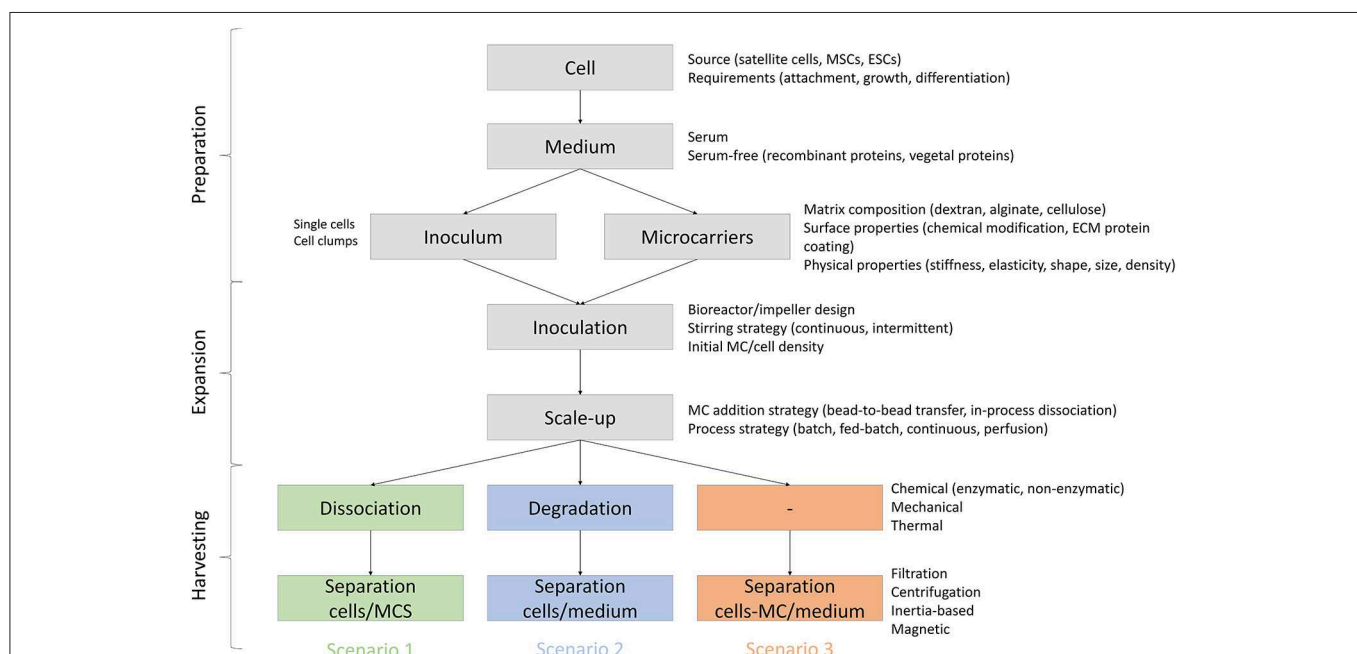 Preparation
Cell
Source (satellite cells, MSCs, ESCs)
Requirements (attachment, growth, differentiation)
Medium
Serum
Serum-free (recombinant proteins, vegetal proteins)
Single cells
Cell clumps
Inoculum
Microcarriers
Matrix composition (dextran, alginate, cellulose)
Surface properties (chemical modification, ECM protein
coating)
Physical properties (stiffness, elasticity, shape, size, density)
Expansion
Inoculation
Bioreactor/impeller design
Stirring strategy (continuous, intermittent)
Initial MC/cell density
Scale-up
MC addition strategy (bead-to-bead transfer, in-process dissociation)
Process strategy (batch, fed-batch, continuous, perfusion)
Harvesting
Dissociation
Degradation
-
Chemical (enzymatic, non-enzymatic)
Mechanical
Thermal
Separation
cells/MCS
Separation
cells/medium
Separation
cells-MC/medium
Filtration
Centrifugation
Inertia-based
Magnetic
Scenario 1
Scenario 2
Scenario 3